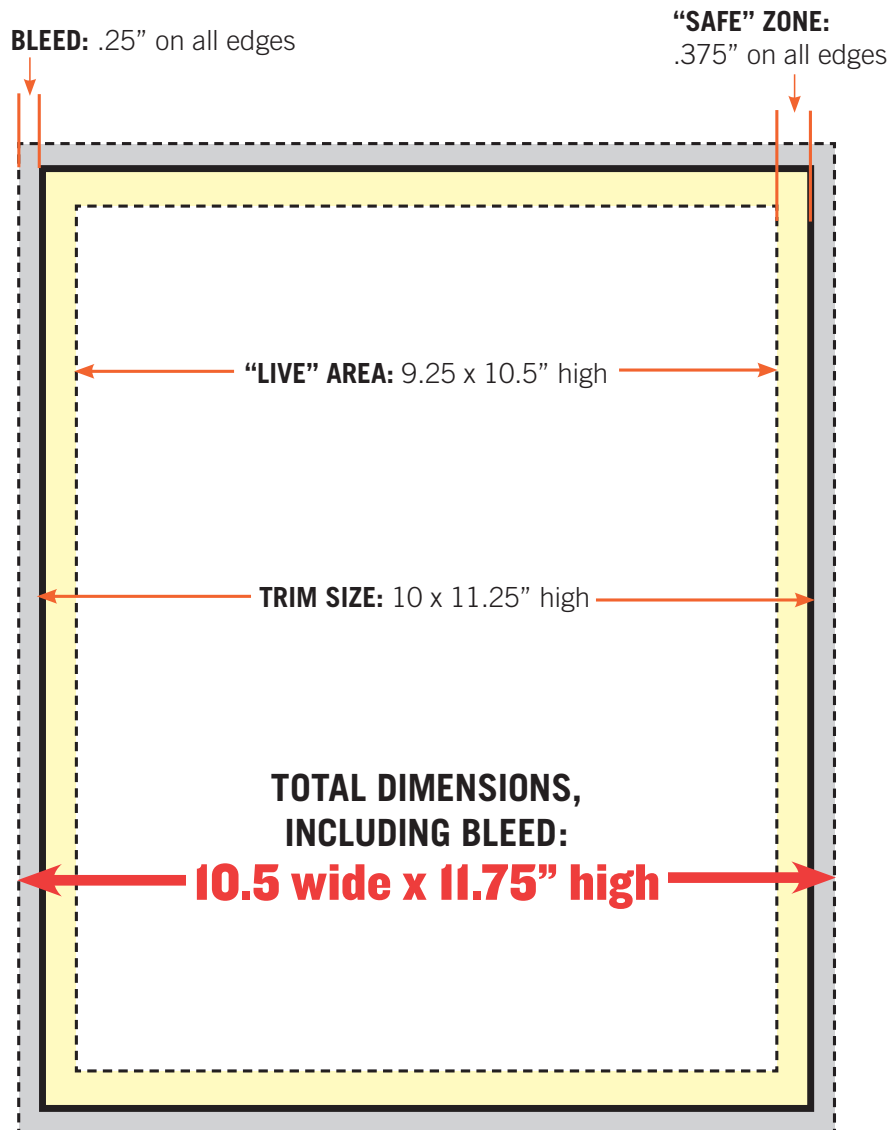 BLEED: .25” on all edges
“SAFE” ZONE:
.375” on all edges
“LIVE” AREA: 9.25 x 10.5” high
TRIM SIZE: 10 x 11.25” high
TOTAL DIMENSIONS,
INCLUDING BLEED:
10.5 wide x 11.75” high